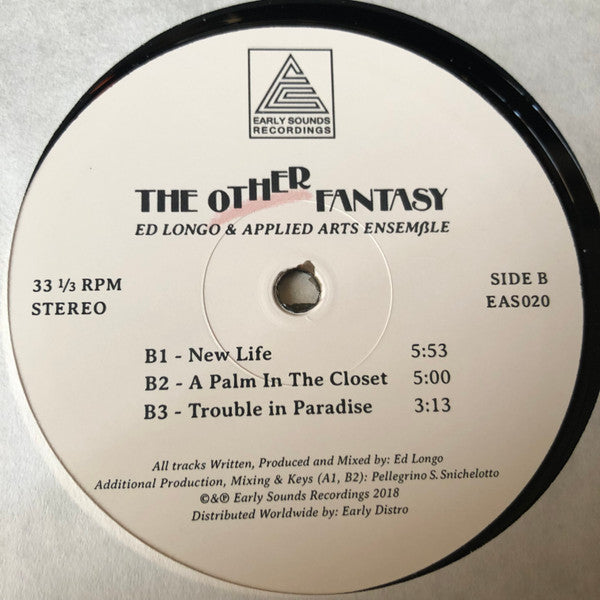 EARLY SOUNDS
RECORDINGS
THE OTHER FANTASY
ED LONGO & APPLIED ARTS ENSEMβLE
33 1/3 RPM
STEREO
SIDE B
EAS020
B1 - New Life 5:53
B2 - A Palm In The Closet 5:00
B3 - Trouble in Paradise 3:13
All tracks Written, Produced and Mixed by: Ed Longo
Additional Production, Mixing & Keys (A1, B2): Pellegrino S. Snichelotto
©&℗ Early Sounds Recordings 2018
Distributed Worldwide by: Early Distro